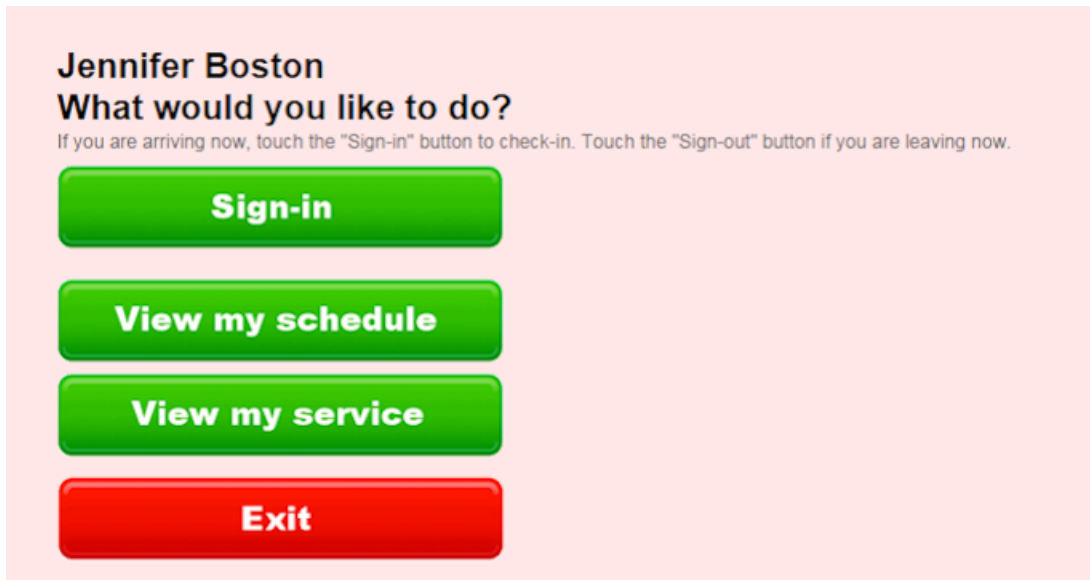 Jennifer Boston
What would you like to do?
If you are arriving now, touch the "Sign-in" button to check-in. Touch the "Sign-out" button if you are leaving now.
Sign-in
View my schedule
View my service
Exit